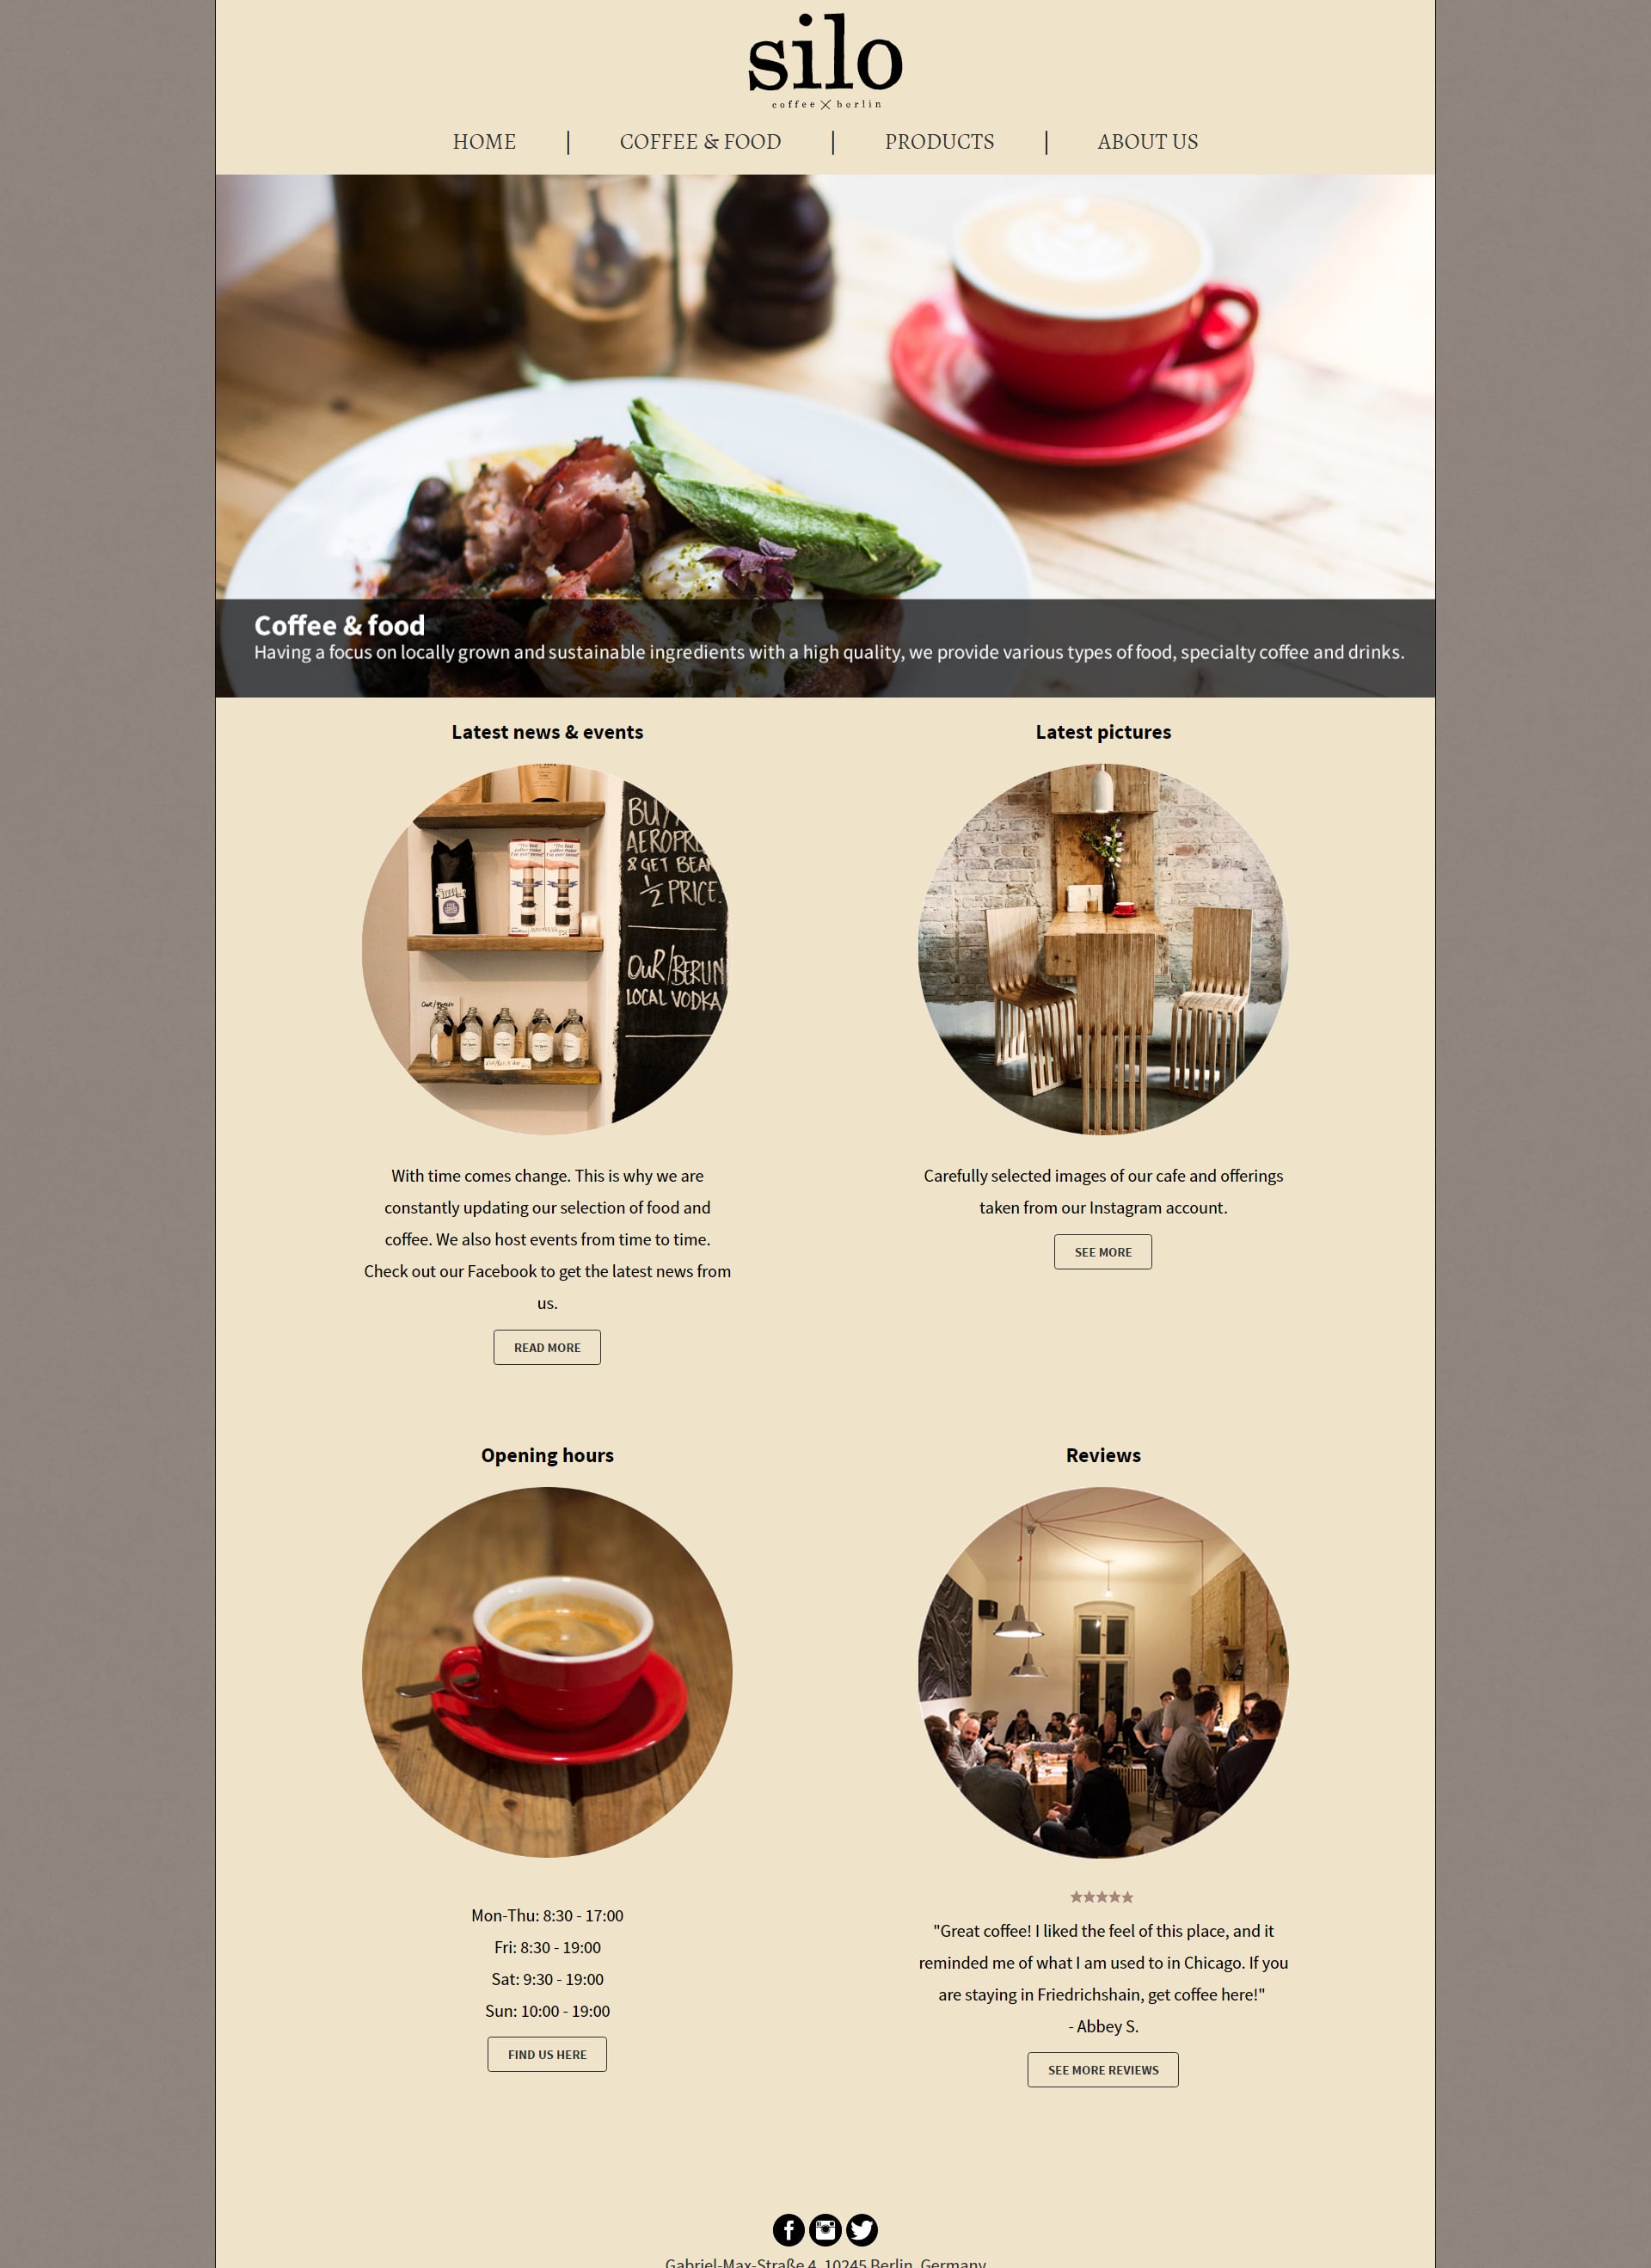 silo
coffee berlin
HOME | COFFEE & FOOD | PRODUCTS | ABOUT US
Coffee & food
Having a focus on locally grown and sustainable ingredients with a high quality, we provide various types of food, specialty coffee and drinks.
Latest news & events
BUY
& GET
1/2 PRICE.
OUR/BERLIN
LOCAL VODKA
With time comes change. This is why we are
constantly updating our selection of food and
coffee. We also host events from time to time.
Check out our Facebook to get the latest news from
us.
READ MORE
Latest pictures
Carefully selected images of our cafe and offerings
taken from our Instagram account.
SEE MORE
Opening hours
Mon-Thu: 8:30 - 17:00
Fri: 8:30 - 19:00
Sat: 9:30 - 19:00
Sun: 10:00 - 19:00
FIND US HERE
Reviews
"Great coffee! I liked the feel of this place, and it
reminded me of what I am used to in Chicago. If you
are staying in Friedrichshain, get coffee here!"
- Abbey S.
SEE MORE REVIEWS
Gabriel-Max-Straße 4, 10245 Berlin, Germany